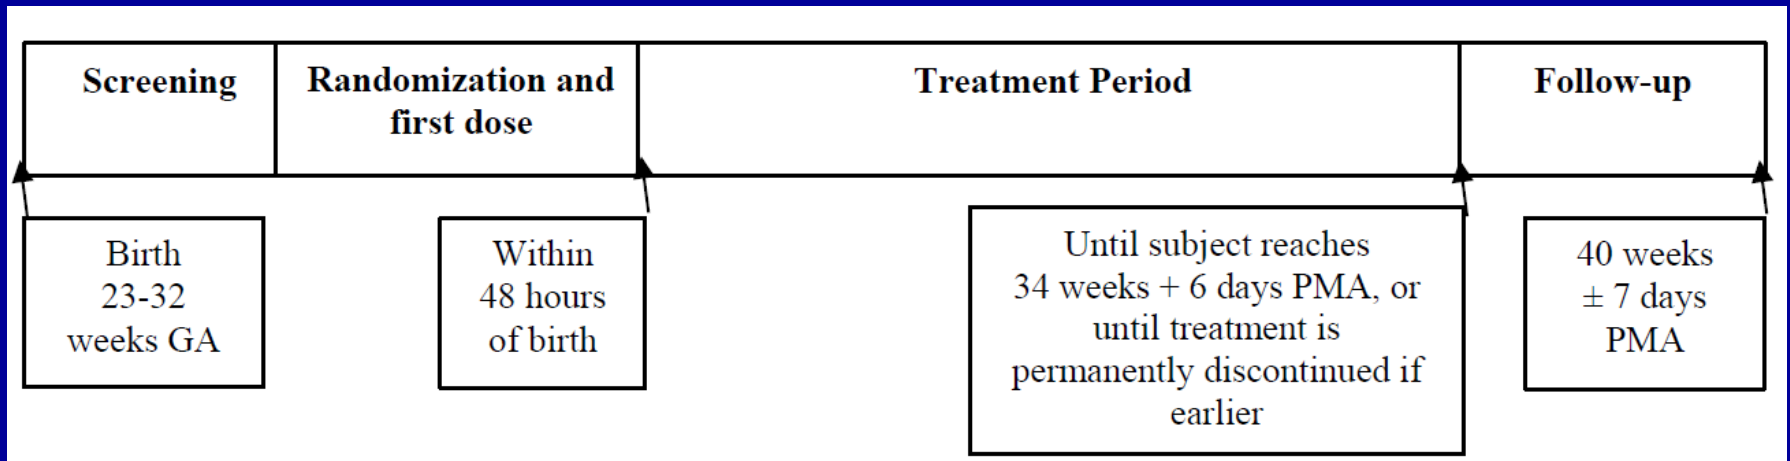 Screening
Randomization and
first dose
Treatment Period
Follow-up
Birth
23-32
weeks GA
Within
48 hours
of birth
Until subject reaches
34 weeks + 6 days PMA, or
until treatment is
permanently discontinued if
earlier
40 weeks
± 7 days
PMA